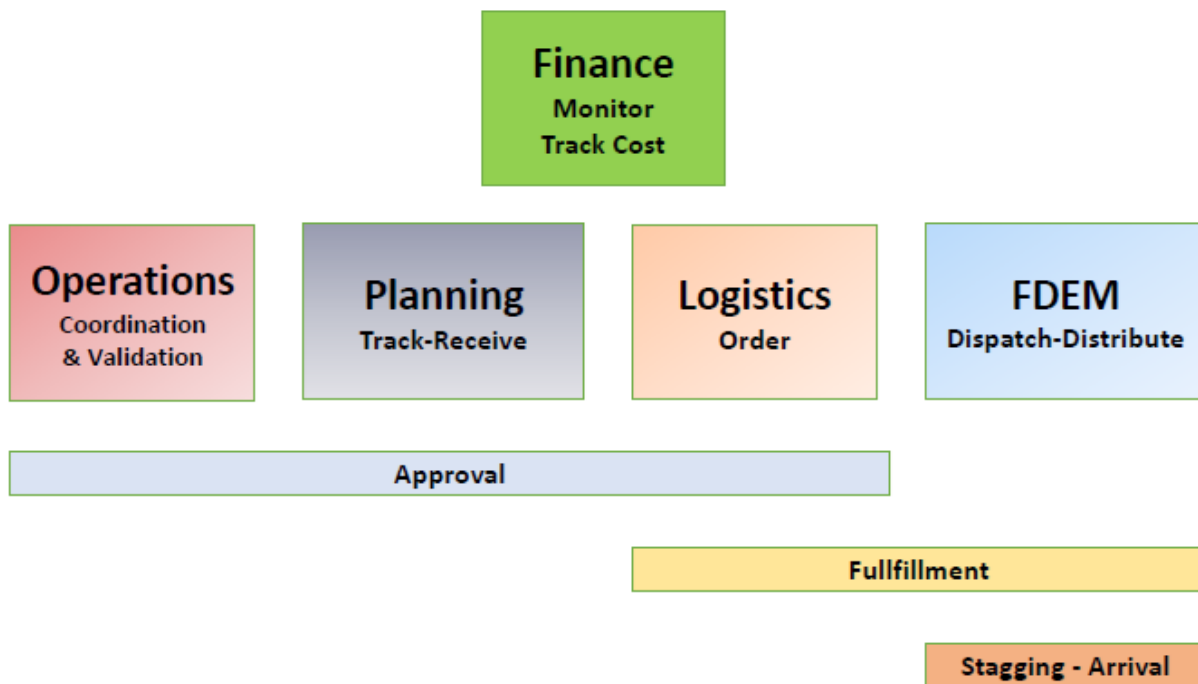 Finance
Monitor
Track Cost
Operations
Coordination
& Validation
Planning
Track-Receive
Logistics
Order
FDEM
Dispatch-Distribute
Approval
Fullfillment
Stagging - Arrival